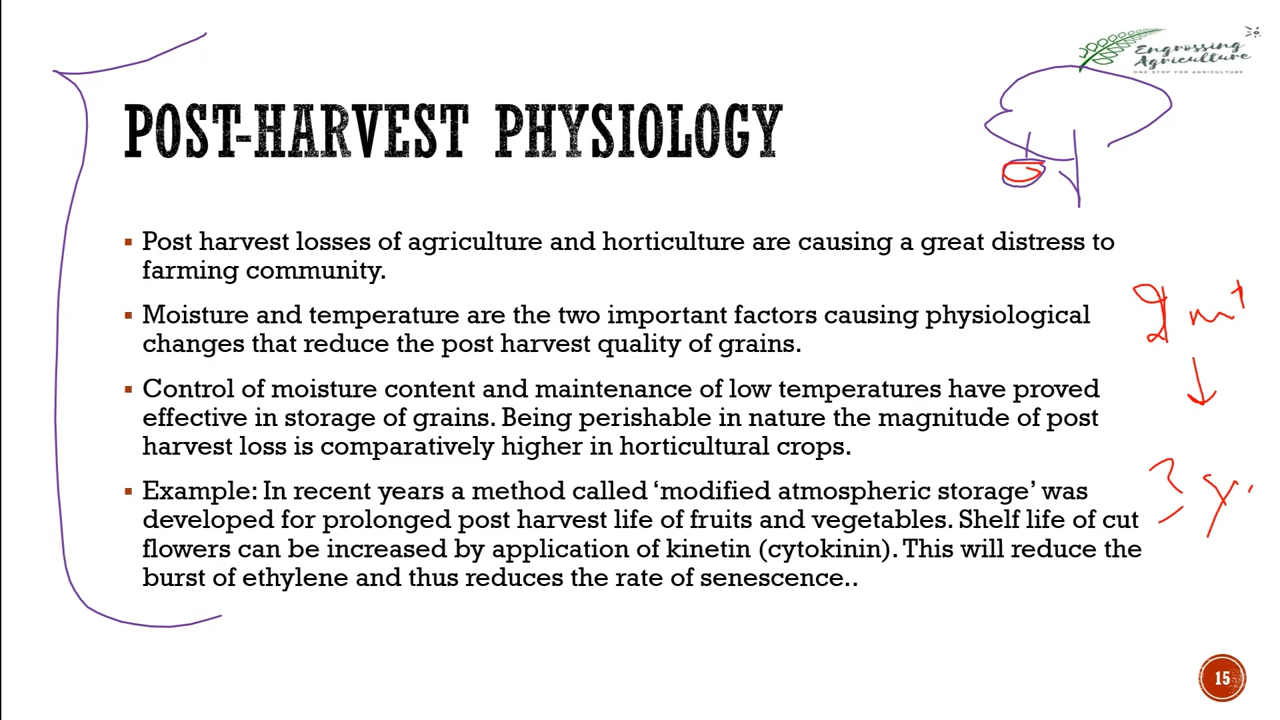 Engrossing
Agriculture
ONE STOP FOR AGRICULTURE
POST-HARVEST PHYSIOLOGY
▪ Post harvest losses of agriculture and horticulture are causing a great distress to
farming community.
▪ Moisture and temperature are the two important factors causing physiological
changes that reduce the post harvest quality of grains.
▪ Control of moisture content and maintenance of low temperatures have proved
effective in storage of grains. Being perishable in nature the magnitude of post
harvest loss is comparatively higher in horticultural crops.
▪ Example: In recent years a method called ‘modified atmospheric storage’ was
developed for prolonged post harvest life of fruits and vegetables. Shelf life of cut
flowers can be increased by application of kinetin (cytokinin). This will reduce the
burst of ethylene and thus reduces the rate of senescence..
15